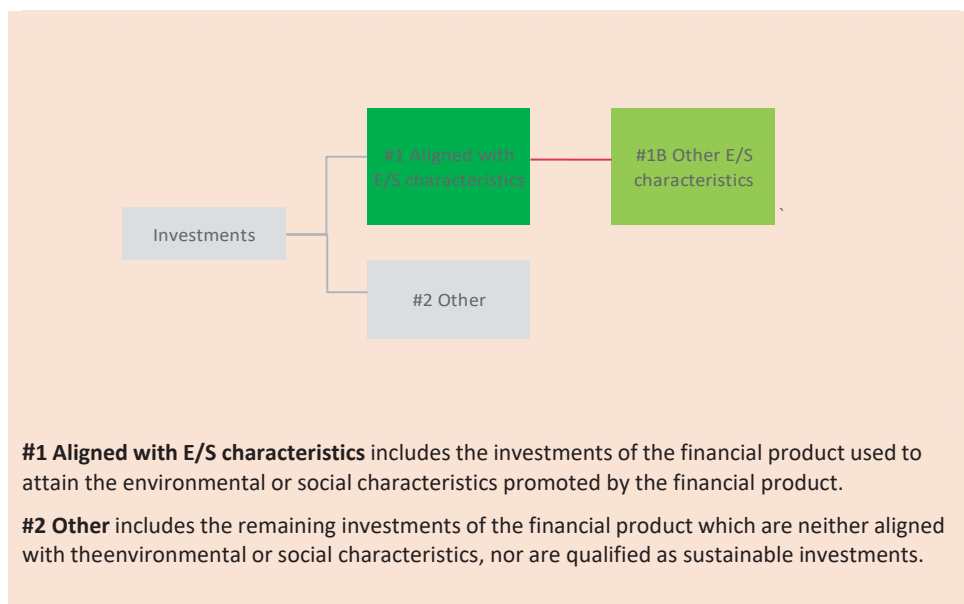 #1 Aligned with
E/S characteristics
#1B Other E/S
characteristics
`
Investments
#2 Other
#1 Aligned with E/S characteristics includes the investments of the financial product used to
attain the environmental or social characteristics promoted by the financial product.
#2 Other includes the remaining investments of the financial product which are neither aligned
with theenvironmental or social characteristics, nor are qualified as sustainable investments.